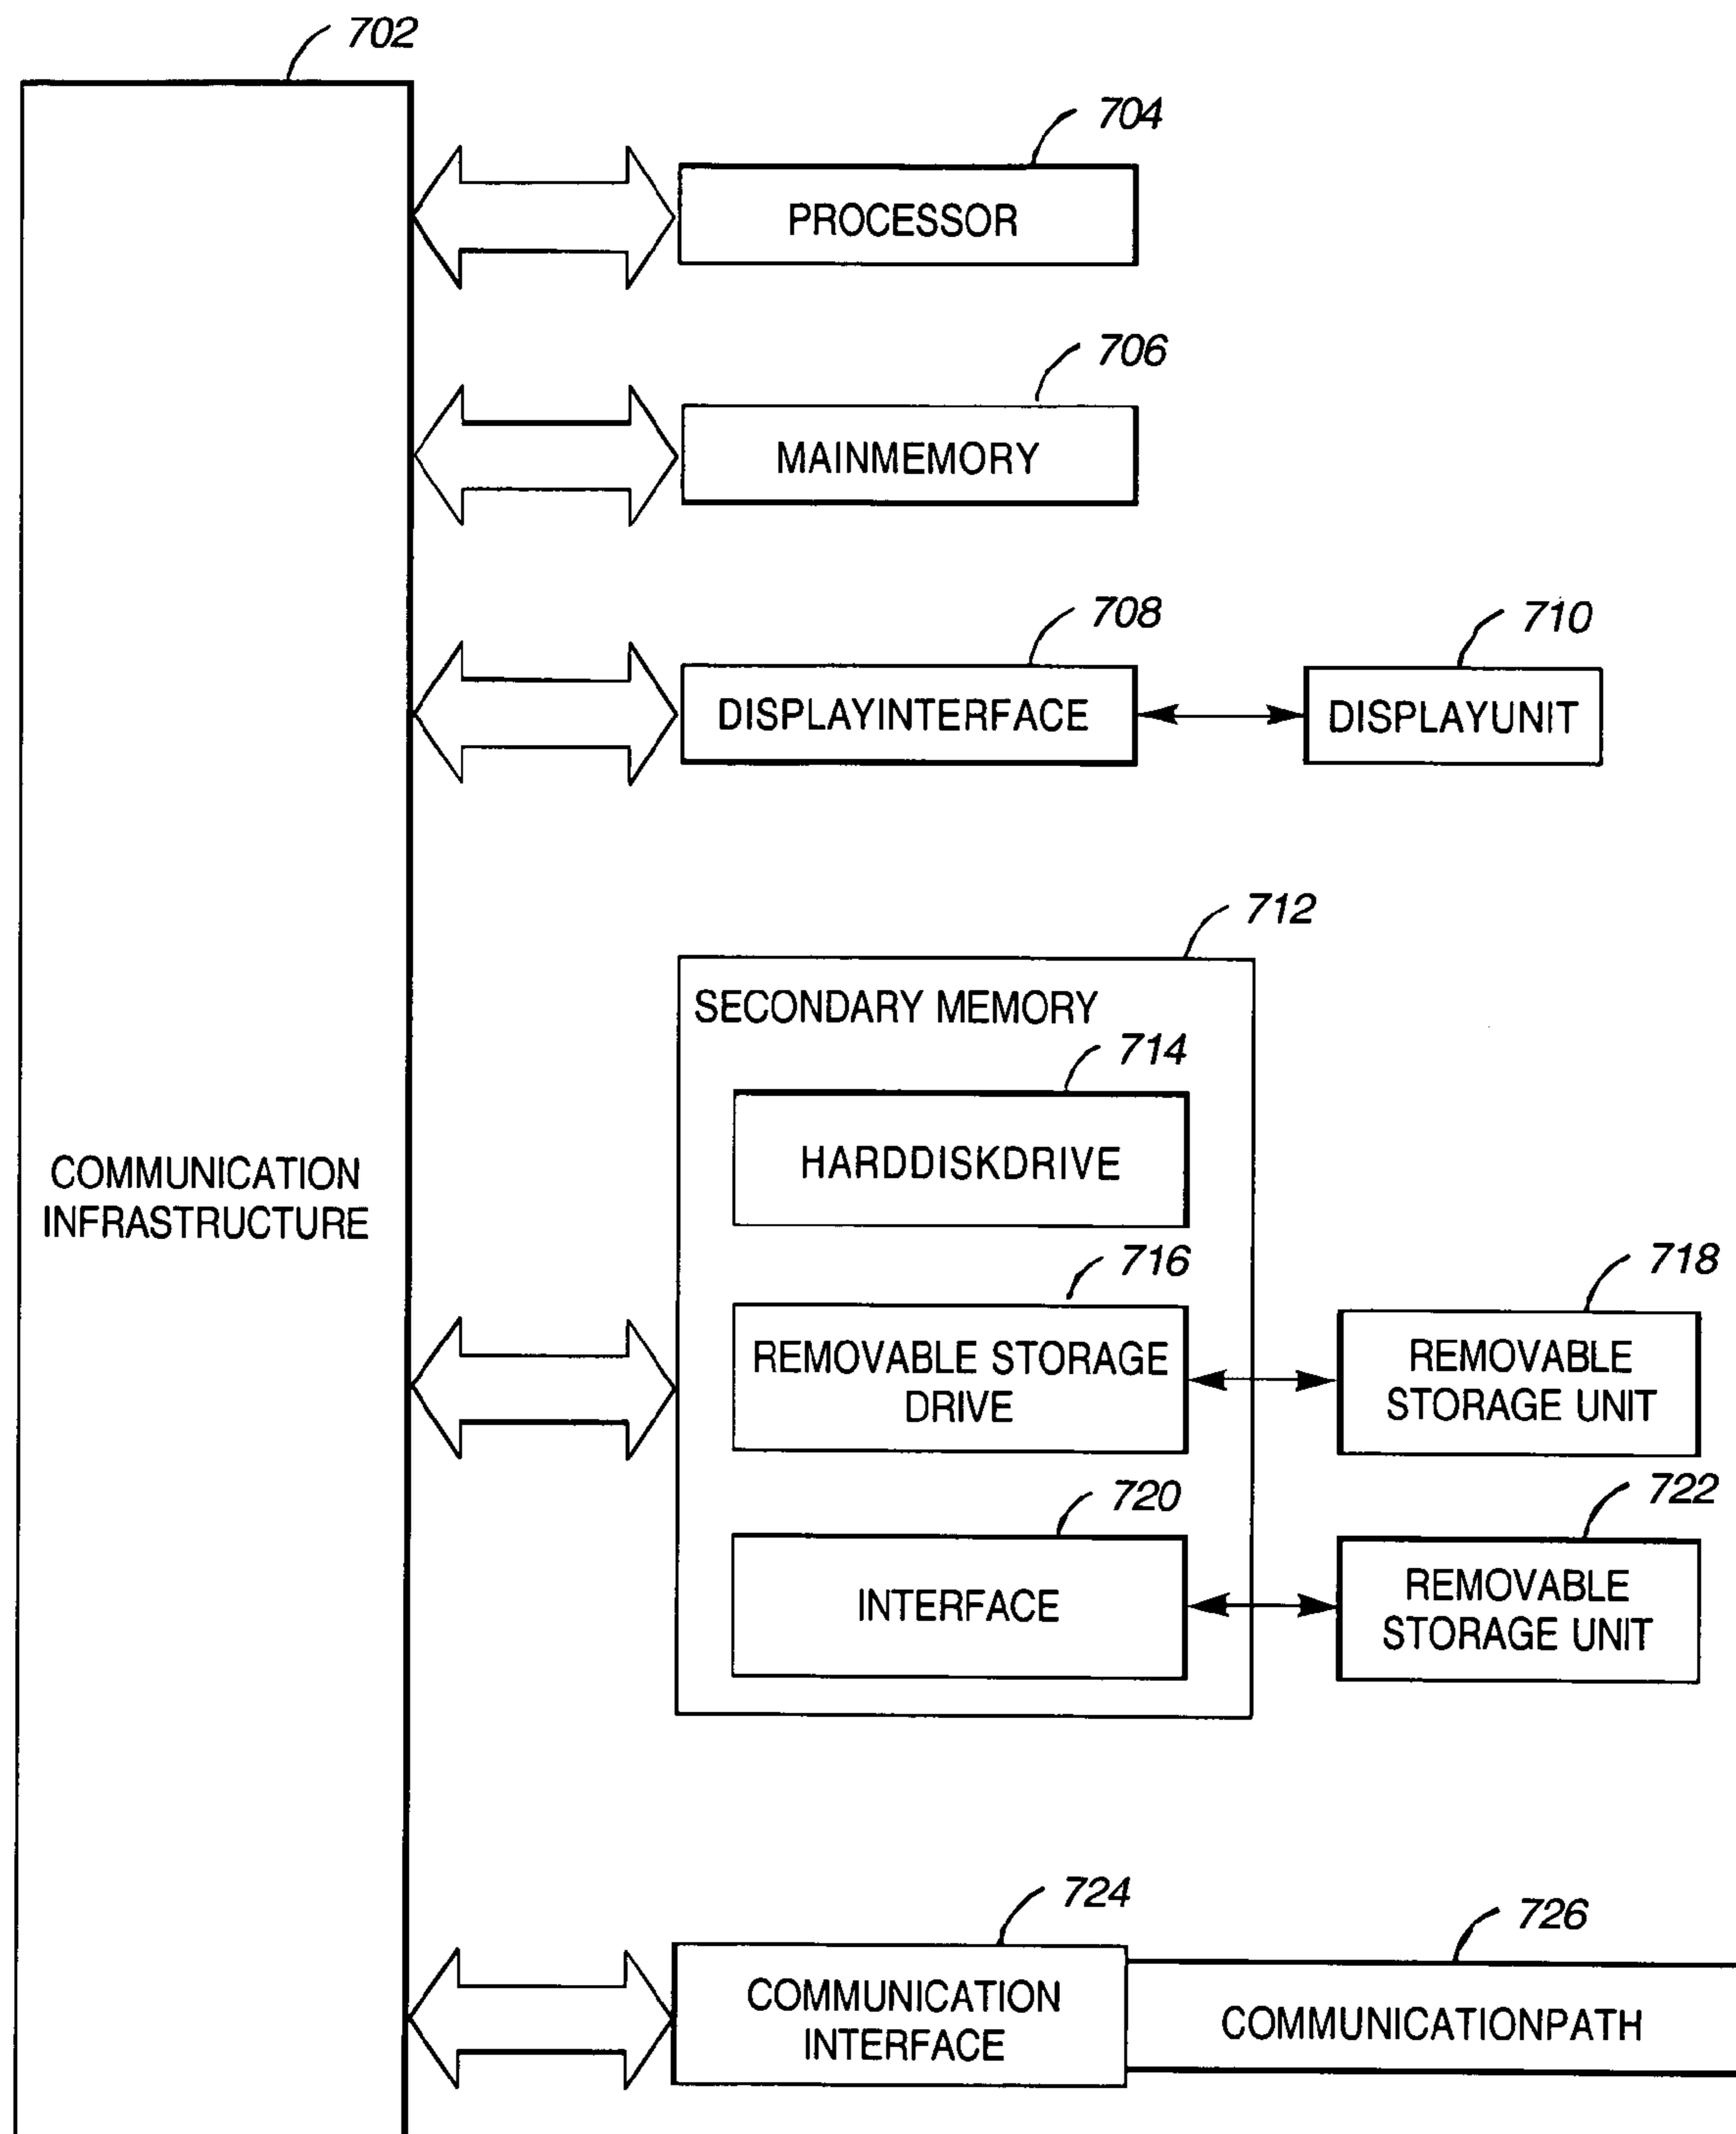 702
704
PROCESSOR
706
MAINMEMORY
708
DISPLAYINTERFACE
710
DISPLAYUNIT
712
SECONDARY MEMORY
714
HARDDISKDRIVE
COMMUNICATION
INFRASTRUCTURE
716
REMOVABLE STORAGE
DRIVE
718
REMOVABLE
STORAGE UNIT
720
INTERFACE
722
REMOVABLE
STORAGE UNIT
724
COMMUNICATION
INTERFACE
726
COMMUNICATIONPATH